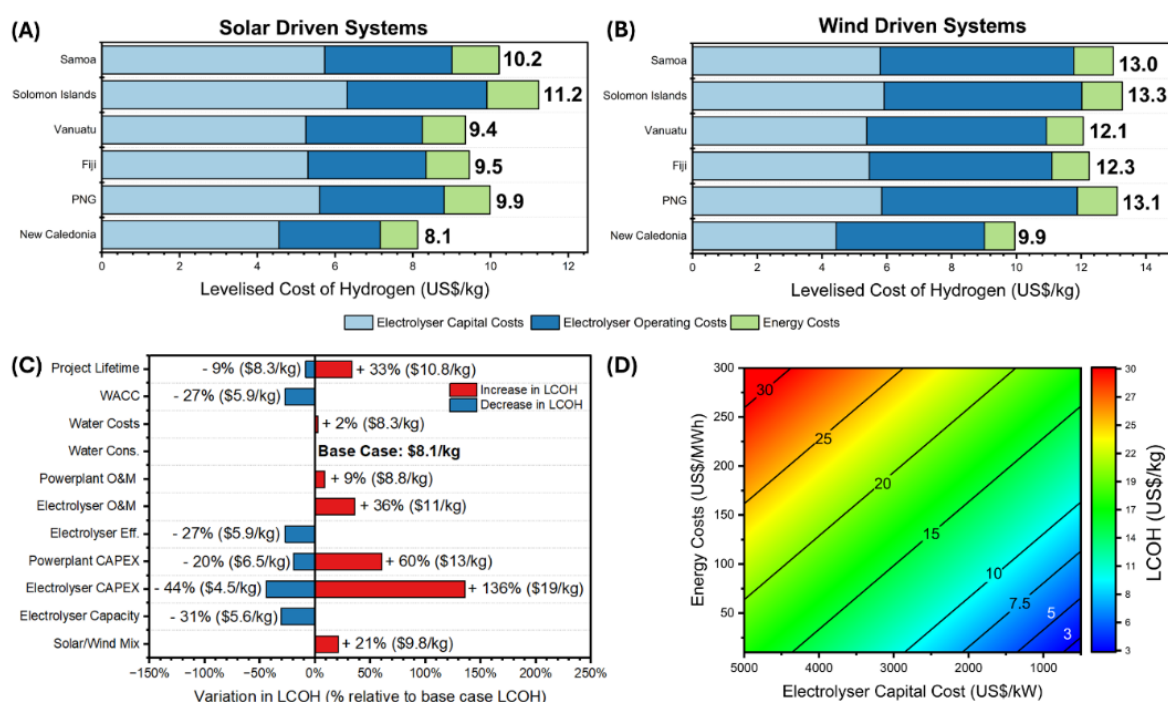 (A)
Solar Driven Systems
Samoa
10.2
Solomon Islands
11.2
Vanuatu
9.4
Fiji
9.5
PNG
9.9
New Caledonia
8.1
0 2 4 6 8 10 12
Levelised Cost of Hydrogen (US$/kg)
(B)
Wind Driven Systems
Samoa
13.0
Solomon Islands
13.3
Vanuatu
12.1
Fiji
12.3
PNG
13.1
New Caledonia
9.9
0 2 4 6 8 10 12 14
Levelised Cost of Hydrogen (US$/kg)
Electrolyser Capital Costs Electrolyser Operating Costs Energy Costs
(C)
Project Lifetime - 9% ($8.3/kg) + 33% ($10.8/kg)
Increase in LCOH
Decrease in LCOH
WACC - 27% ($5.9/kg)
Water Costs + 2% ($8.3/kg)
Water Cons. Base Case: $8.1/kg
Powerplant O&M + 9% ($8.8/kg)
Electrolyser O&M + 36% ($11/kg)
Electrolyser Eff. - 27% ($5.9/kg)
Powerplant CAPEX - 20% ($6.5/kg) + 60% ($13/kg)
Electrolyser CAPEX - 44% ($4.5/kg) + 136% ($19/kg)
Electrolyser Capacity - 31% ($5.6/kg)
Solar/Wind Mix + 21% ($9.8/kg)
−150% −100% −50% 0% 50% 100% 150% 200% 250%
Variation in LCOH (% relative to base case LCOH)
(D)
Energy Costs (US$/MWh)
300
250
200
150
100
50
30
25
20
15
10
7.5
5
3
5000 4000 3000 2000 1000
Electrolyser Capital Cost (US$/kW)
30
27
25
22
19
17
14
11
8
6
3
LCOH (US$/kg)